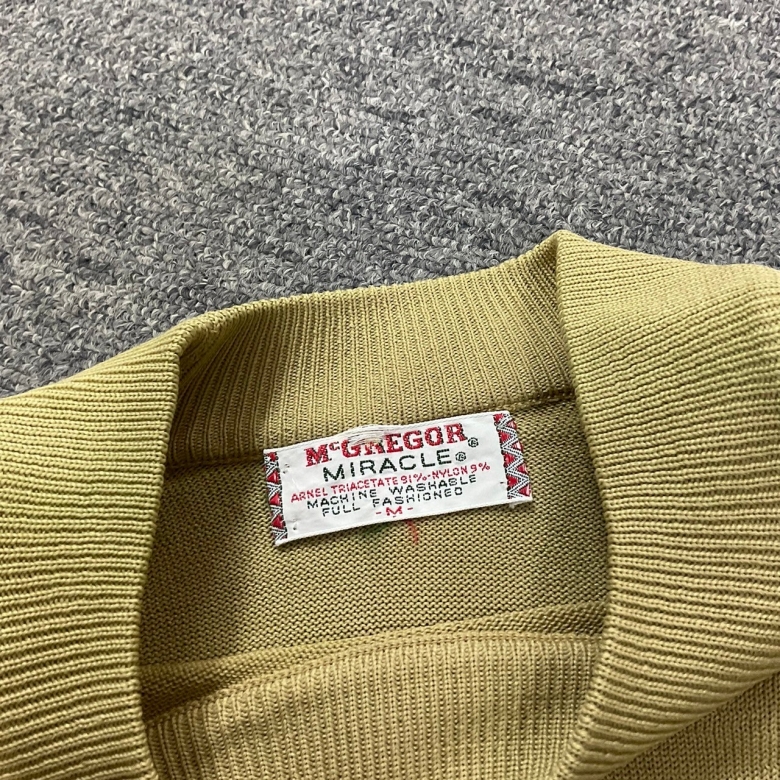 McGREGOR®
MIRACLE®
ARNEL TRIACETATE 91%-NYLON 9%
MACHINE WASHABLE
FULL FASHIONED
-M-